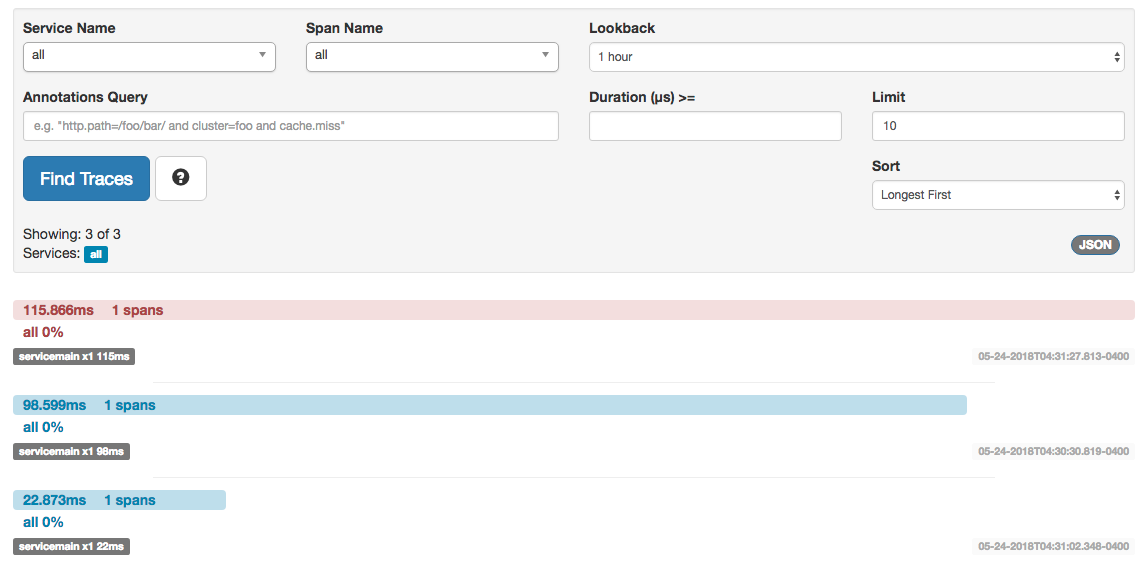 Service Name Span Name Lookback
all all 1 hour
Annotations Query Duration (µs) >= Limit
e.g. "http.path=/foo/bar/ and cluster=foo and cache.miss" 10
Find Traces ? Sort
Longest First
Showing: 3 of 3
Services: all JSON
115.866ms 1 spans
all 0%
servicemain x1 115ms 05-24-2018T04:31:27.813-0400
98.599ms 1 spans
all 0%
servicemain x1 98ms 05-24-2018T04:30:30.819-0400
22.873ms 1 spans
all 0%
servicemain x1 22ms 05-24-2018T04:31:02.348-0400